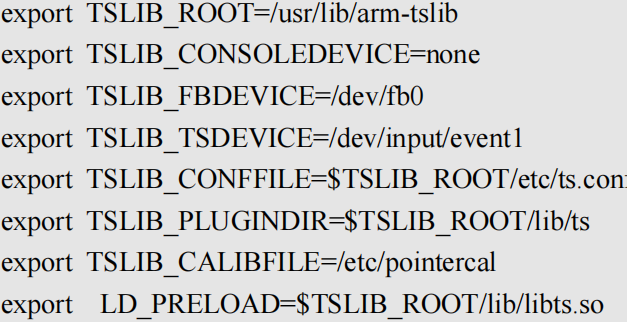 export TSLIB_ROOT=/usr/lib/arm-tslib
export TSLIB_CONSOLEDEVICE=none
export TSLIB_FBDEVICE=/dev/fb0
export TSLIB_TSDEVICE=/dev/input/event1
export TSLIB_CONFFILE=$TSLIB_ROOT/etc/ts.conf
export TSLIB_PLUGINDIR=$TSLIB_ROOT/lib/ts
export TSLIB_CALIBFILE=/etc/pointercal
export LD_PRELOAD=$TSLIB_ROOT/lib/libts.so